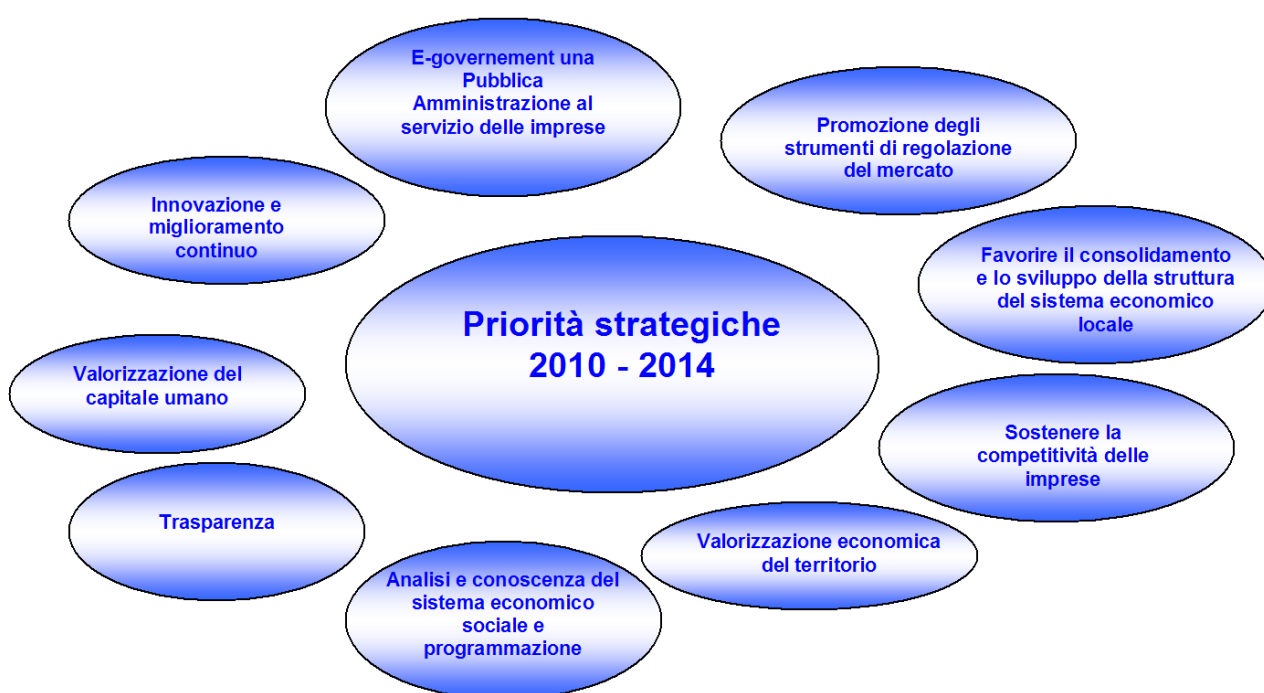 E-governement una
Pubblica
Amministrazione al
servizio delle imprese
Promozione degli
strumenti di regolazione
del mercato
Innovazione e
miglioramento
continuo
Favorire il consolidamento
e lo sviluppo della struttura
del sistema economico
locale
Priorità strategiche
2010 - 2014
Valorizzazione del
capitale umano
Sostenere la
competitività delle
imprese
Trasparenza
Valorizzazione economica
del territorio
Analisi e conoscenza del
sistema economico
sociale e
programmazione